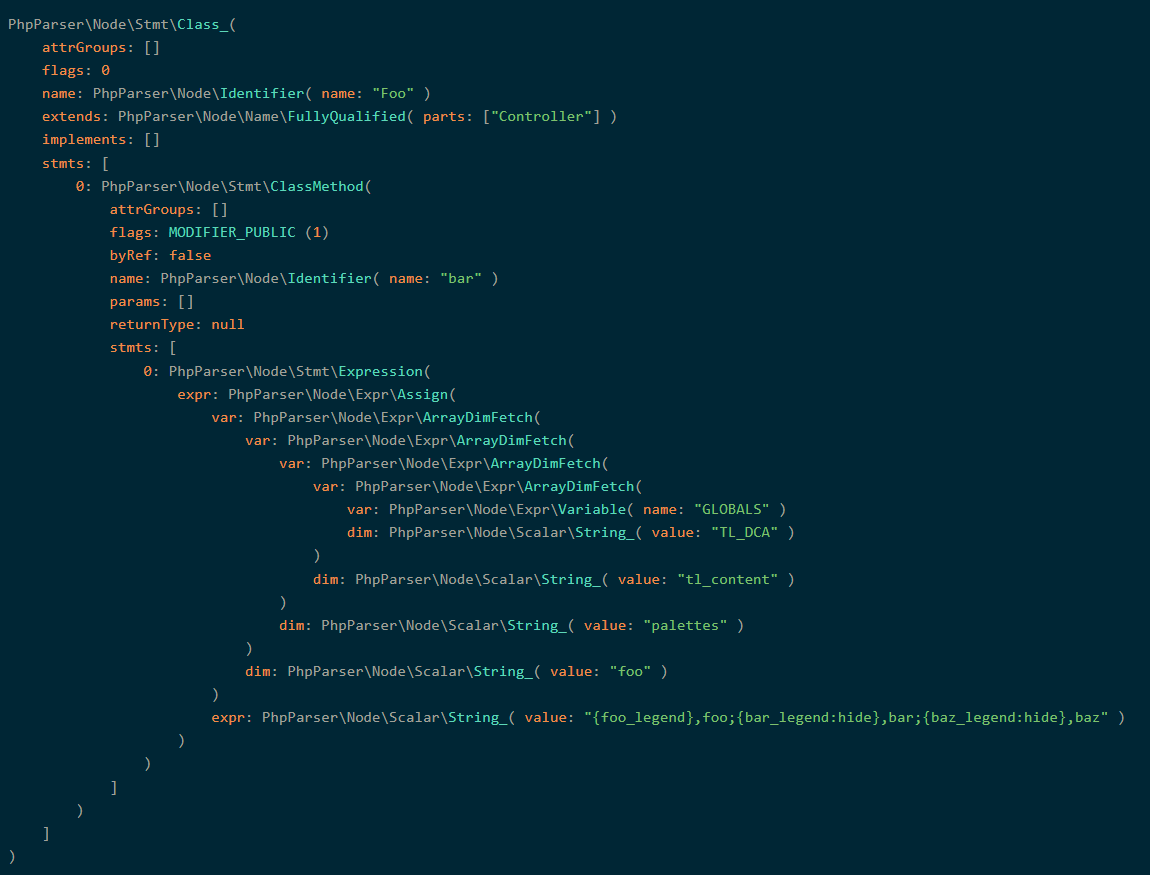 PhpParser\Node\Stmt\Class_(
    attrGroups: []
    flags: 0
    name: PhpParser\Node\Identifier( name: "Foo" )
    extends: PhpParser\Node\Name\FullyQualified( parts: ["Controller"] )
    implements: []
    stmts: [
        0: PhpParser\Node\Stmt\ClassMethod(
            attrGroups: []
            flags: MODIFIER_PUBLIC (1)
            byRef: false
            name: PhpParser\Node\Identifier( name: "bar" )
            params: []
            returnType: null
            stmts: [
                0: PhpParser\Node\Stmt\Expression(
                    expr: PhpParser\Node\Expr\Assign(
                        var: PhpParser\Node\Expr\ArrayDimFetch(
                            var: PhpParser\Node\Expr\ArrayDimFetch(
                                var: PhpParser\Node\Expr\ArrayDimFetch(
                                    var: PhpParser\Node\Expr\ArrayDimFetch(
                                        var: PhpParser\Node\Expr\Variable( name: "GLOBALS" )
                                        dim: PhpParser\Node\Scalar\String_( value: "TL_DCA" )
                                    )
                                    dim: PhpParser\Node\Scalar\String_( value: "tl_content" )
                                )
                                dim: PhpParser\Node\Scalar\String_( value: "palettes" )
                            )
                            dim: PhpParser\Node\Scalar\String_( value: "foo" )
                        )
                        expr: PhpParser\Node\Scalar\String_( value: "{foo_legend},foo;{bar_legend:hide},bar;{baz_legend:hide},baz" )
                    )
                )
            ]
        )
    ]
)